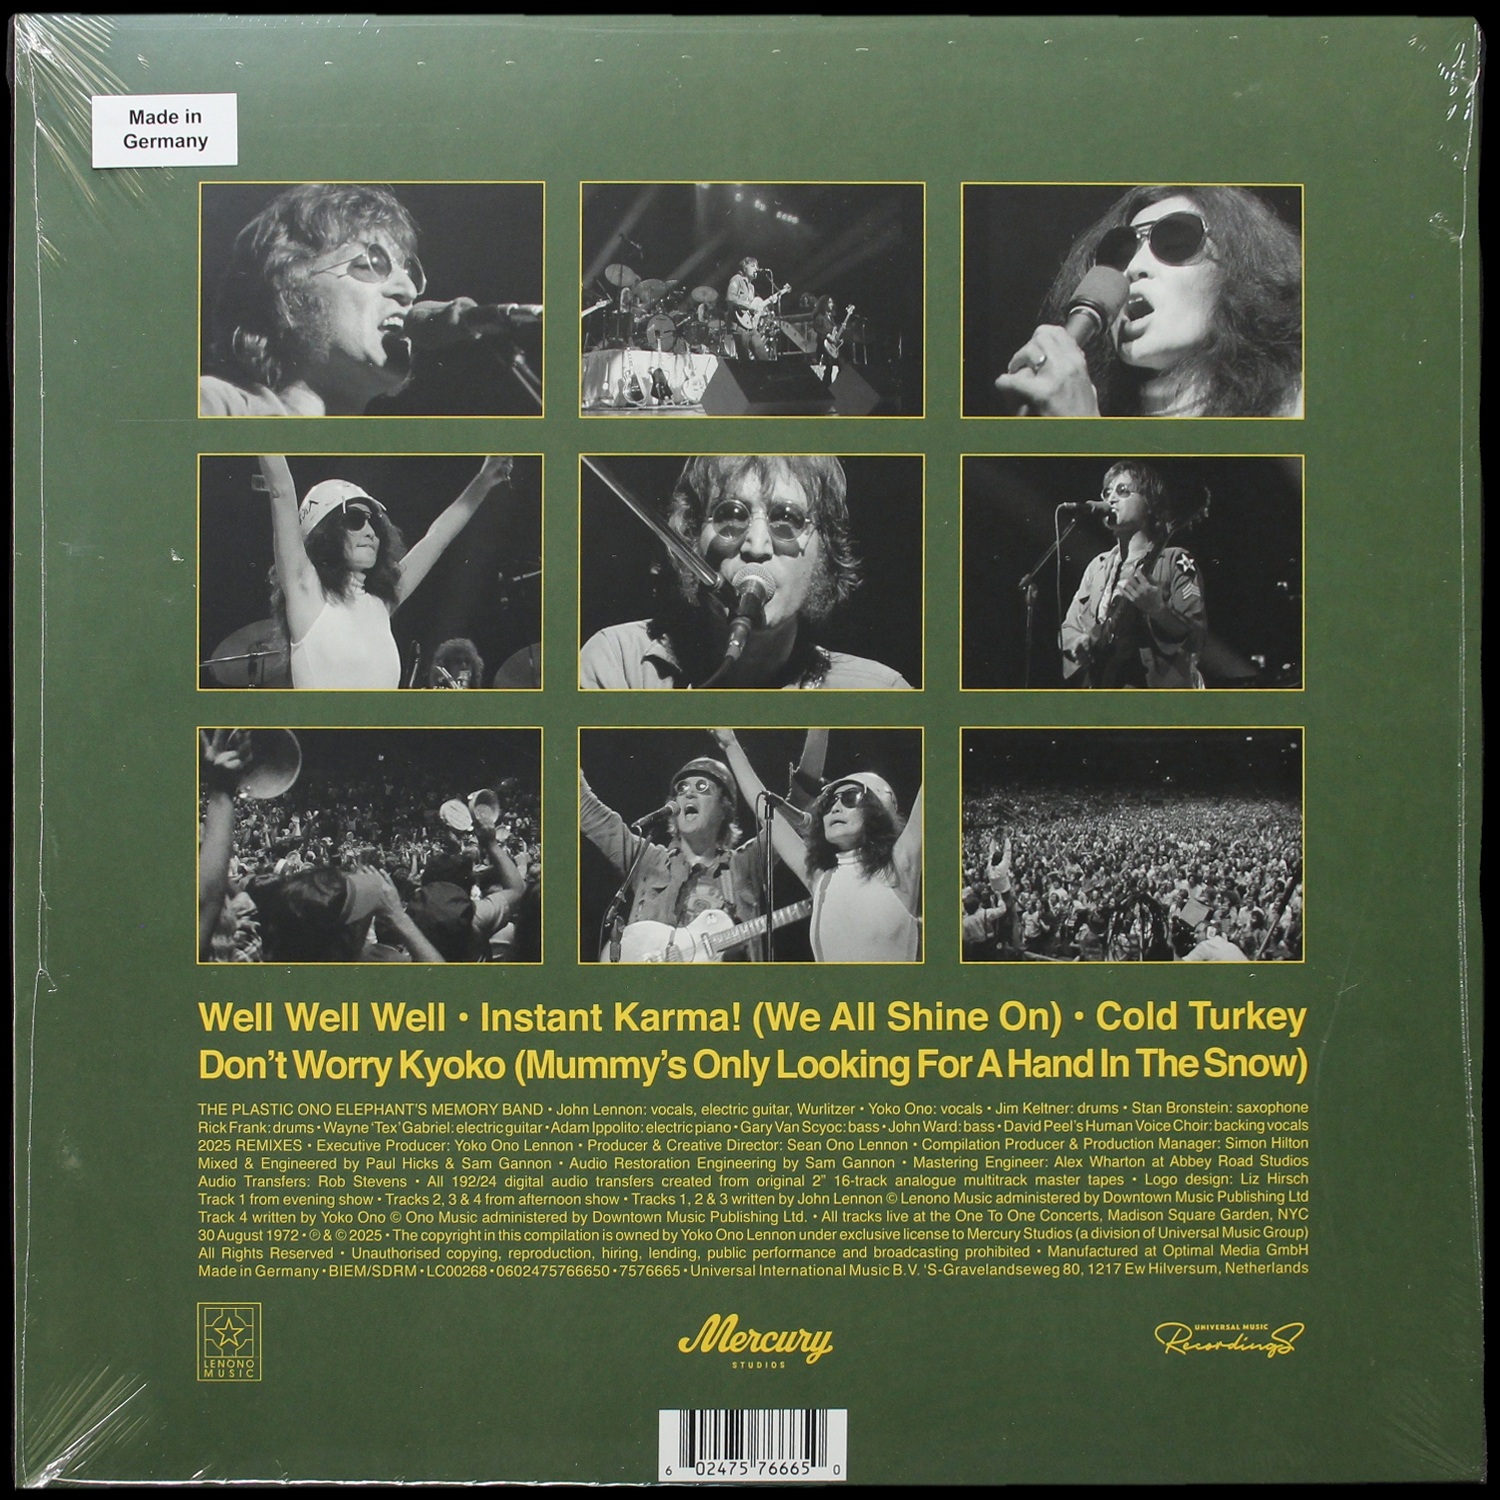 Made in
Germany
Well Well Well • Instant Karma! (We All Shine On) • Cold Turkey
Don't Worry Kyoko (Mummy's Only Looking For A Hand In The Snow)
THE PLASTIC ONO ELEPHANT'S MEMORY BAND • John Lennon: vocals, electric guitar, Wurlitzer • Yoko Ono: vocals • Jim Keltner: drums • Stan Bronstein: saxophone
Rick Frank: drums • Wayne 'Tex' Gabriel: electric guitar • Adam Ippolito: electric piano • Gary Van Scyoc: bass • John Ward: bass • David Peel's Human Voice Choir: backing vocals
2025 REMIXES • Executive Producer: Yoko Ono Lennon • Producer & Creative Director: Sean Ono Lennon • Compilation Producer & Production Manager: Simon Hilton
Mixed & Engineered by Paul Hicks & Sam Gannon • Audio Restoration Engineering by Sam Gannon • Mastering Engineer: Alex Wharton at Abbey Road Studios
Audio Transfers: Rob Stevens • All 192/24 digital audio transfers created from original 2" 16-track analogue multitrack master tapes • Logo design: Liz Hirsch
Track 1 from evening show • Tracks 2, 3 & 4 from afternoon show • Tracks 1, 2 & 3 written by John Lennon © Lenono Music administered by Downtown Music Publishing Ltd
Track 4 written by Yoko Ono © Ono Music administered by Downtown Music Publishing Ltd. • All tracks live at the One To One Concerts, Madison Square Garden, NYC
30 August 1972 • ℗ & © 2025 • The copyright in this compilation is owned by Yoko Ono Lennon under exclusive license to Mercury Studios (a division of Universal Music Group)
All Rights Reserved • Unauthorised copying, reproduction, hiring, lending, public performance and broadcasting prohibited • Manufactured at Optimal Media GmbH
Made in Germany • BIEM/SDRM • LC00268 • 0602475766650 • 7576665 • Universal International Music B.V. 'S-Gravelandseweg 80, 1217 Ew Hilversum, Netherlands
LENONO
MUSIC
Mercury
STUDIOS
UNIVERSAL MUSIC
Recordings
6 02475 76665 0